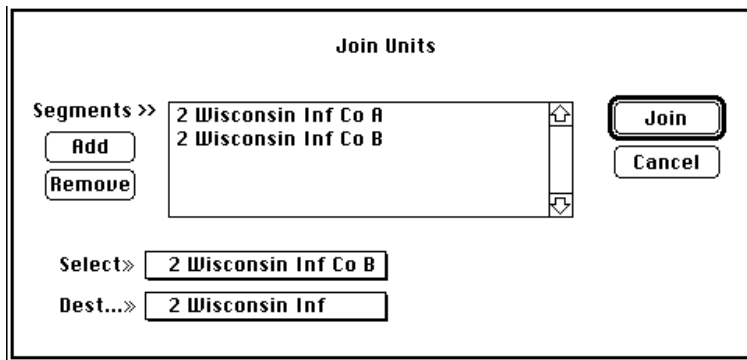 Join Units
Segments >>
2 Wisconsin Inf Co A
2 Wisconsin Inf Co B
Add
Remove
Join
Cancel
Select» 2 Wisconsin Inf Co B
Dest...» 2 Wisconsin Inf